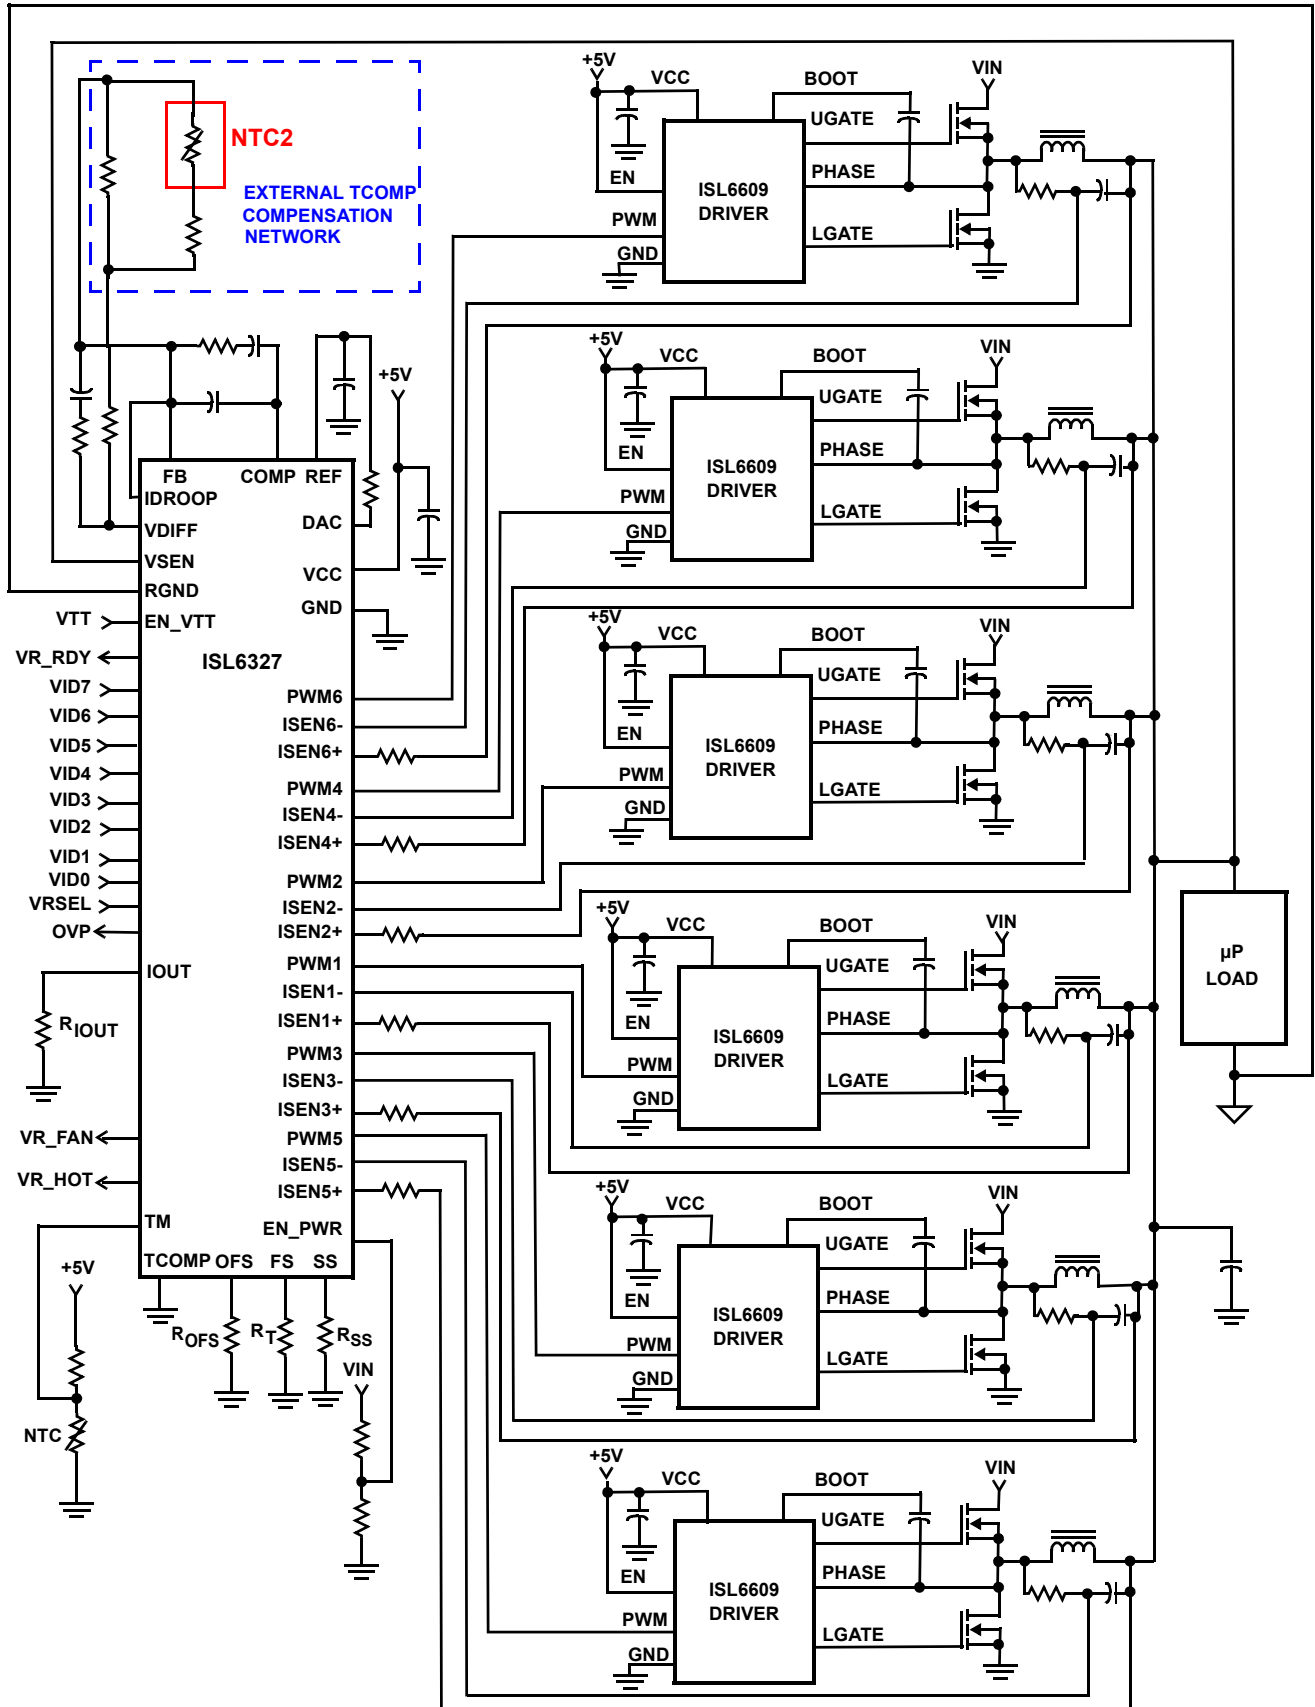 +5V
VCC
BOOT
VIN
UGATE
EN
PHASE
ISL6609
DRIVER
PWM
LGATE
GND
NTC2
EXTERNAL TCOMP
COMPENSATION
NETWORK
+5V
VCC
BOOT
VIN
UGATE
EN
PHASE
ISL6609
DRIVER
PWM
LGATE
GND
+5V
FB
COMP
REF
IDROOP
DAC
VDIFF
VSEN
VCC
RGND
GND
VTT
EN_VTT
VR_RDY
ISL6327
VID7
VID6
VID5
VID4
VID3
VID2
VID1
VID0
VRSEL
OVP
PWM6
ISEN6-
ISEN6+
PWM4
ISEN4-
ISEN4+
PWM2
ISEN2-
ISEN2+
PWM1
ISEN1-
ISEN1+
PWM3
ISEN3-
ISEN3+
PWM5
ISEN5-
ISEN5+
EN_PWR
IOUT
RIOUT
VR_FAN
VR_HOT
TM
TCOMP
OFS
FS
SS
+5V
ROFS
RT
RSS
VIN
NTC
+5V
VCC
BOOT
VIN
UGATE
EN
PHASE
ISL6609
DRIVER
PWM
LGATE
GND
+5V
VCC
BOOT
VIN
UGATE
EN
PHASE
ISL6609
DRIVER
PWM
LGATE
GND
µP
LOAD
+5V
VCC
BOOT
VIN
UGATE
EN
PHASE
ISL6609
DRIVER
PWM
LGATE
GND
+5V
VCC
BOOT
VIN
UGATE
EN
PHASE
ISL6609
DRIVER
PWM
LGATE
GND